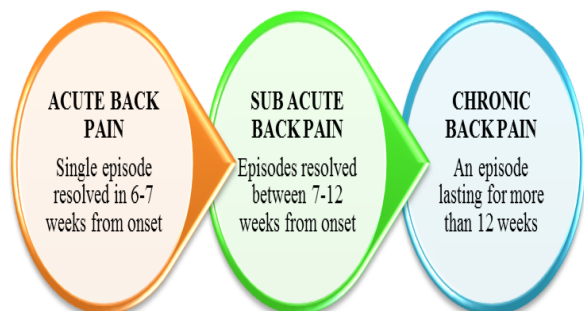 ACUTE BACK
PAIN
Single episode
resolved in 6-7
weeks from onset
SUB ACUTE
BACK PAIN
Episodes resolved
between 7-12
weeks from onset
CHRONIC
BACK PAIN
An episode
lasting for more
than 12 weeks